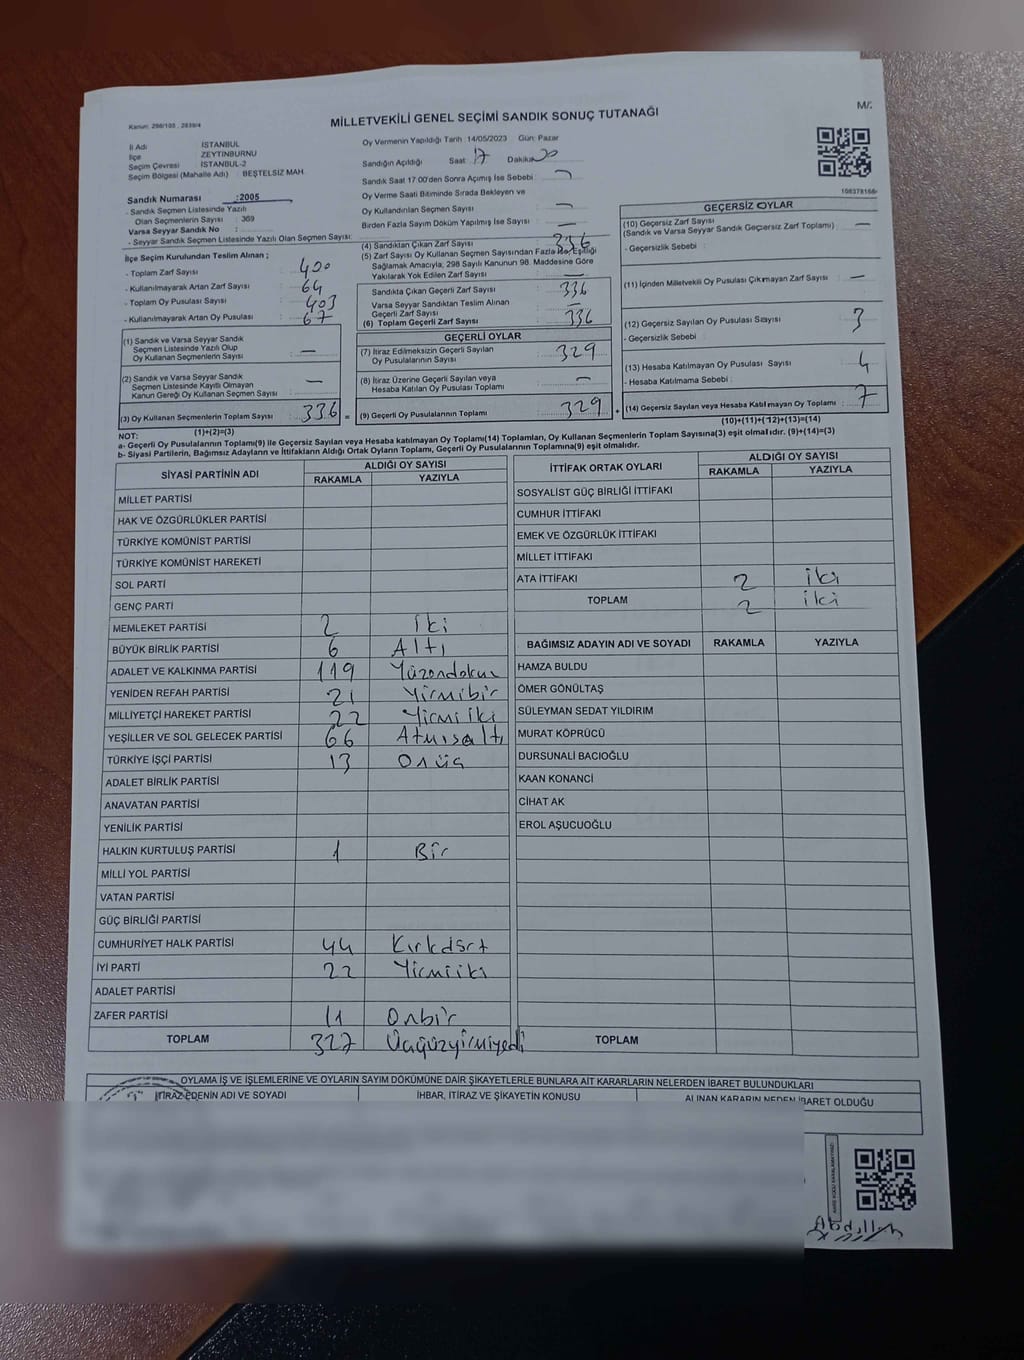 Kanun: 298/103 , 2839/4
MİLLETVEKİLİ GENEL SEÇİMİ SANDIK SONUÇ TUTANAĞI
İl Adı İSTANBUL
İlçe ZEYTİNBURNU
Seçim Çevresi İSTANBUL-2
Seçim Bölgesi (Mahalle Adı) : BEŞTELSİZ MAH.
Sandık Numarası :2005
- Sandık Seçmen Listesinde Yazılı
Olan Seçmenlerin Sayısı : 369
Varsa Seyyar Sandık No :
- Seyyar Sandık Seçmen Listesinde Yazılı Olan Seçmen Sayısı:
İlçe Seçim Kurulundan Teslim Alınan ;
- Toplam Zarf Sayısı 400
- Kullanılmayarak Artan Zarf Sayısı 64
- Toplam Oy Pusulası Sayısı 403
- Kullanılmayarak Artan Oy Pusulası 67
(1) Sandık ve Varsa Seyyar Sandık
Seçmen Listesinde Yazılı Olup
Oy Kullanan Seçmenlerin Sayısı : —
(2) Sandık ve Varsa Seyyar Sandık
Seçmen Listesinde Kayıtlı Olmayan
Kanun Gereği Oy Kullanan Seçmen Sayısı : —
(3) Oy Kullanan Seçmenlerin Toplam Sayısı : 336 =
(1)+(2)=(3)
Oy Vermenin Yapıldığı Tarih :14/05/2023 Gün: Pazar
Sandığın Açıldığı Saat : 17 Dakika: 20
Sandık Saat 17:00'den Sonra Açımış İse Sebebi : —
Oy Verme Saati Bitiminde Sırada Bekleyen ve
Oy Kullandırılan Seçmen Sayısı : —
Birden Fazla Sayım Döküm Yapılmış İse Sayısı : —
(4) Sandıktan Çıkan Zarf Sayısı : 336
(5) Zarf Sayısı Oy Kullanan Seçmen Sayısından Fazla ise, Eşitliği
Sağlamak Amacıyla, 298 Sayılı Kanunun 98. Maddesine Göre
Yakılarak Yok Edilen Zarf Sayısı : —
Sandıkta Çıkan Geçerli Zarf Sayısı : 336
Varsa Seyyar Sandıktan Teslim Alınan
Geçerli Zarf Sayısı : —
(6) Toplam Geçerli Zarf Sayısı : 336
GEÇERLİ OYLAR
(7) İtiraz Edilmeksizin Geçerli Sayılan
Oy Pusulalarının Sayısı : 329
(8) İtiraz Üzerine Geçerli Sayılan veya
Hesaba Katılan Oy Pusulası Toplamı : —
(9) Geçerli Oy Pusulalarının Toplamı : 329 +
GEÇERSİZ OYLAR
(10) Geçersiz Zarf Sayısı
(Sandık ve Varsa Seyyar Sandık Geçersiz Zarf Toplamı) : —
- Geçersizlik Sebebi :
(11) İçinden Milletvekili Oy Pusulası Çıkmayan Zarf Sayısı : —
(12) Geçersiz Sayılan Oy Pusulası Sayısı : 3
- Geçersizlik Sebebi :
(13) Hesaba Katılmayan Oy Pusulası Sayısı : 4
- Hesaba Katılmama Sebebi :
(14) Geçersiz Sayılan veya Hesaba Katılmayan Oy Toplamı : 7
(10)+(11)+(12)+(13)=(14)
NOT:
a- Geçerli Oy Pusulalarının Toplamı(9) ile Geçersiz Sayılan veya Hesaba katılmayan Oy Toplamı(14) Toplamları, Oy Kullanan Seçmenlerin Toplam Sayısına(3) eşit olmalıdır. (9)+(14)=(3)
b- Siyasi Partilerin, Bağımsız Adayların ve İttifakların Aldığı Ortak Oyların Toplamı, Geçerli Oy Pusulalarının Toplamına(9) eşit olmalıdır.
SİYASİ PARTİNİN ADI ALDIĞI OY SAYISI
RAKAMLA YAZIYLA
MİLLET PARTİSİ
HAK VE ÖZGÜRLÜKLER PARTİSİ
TÜRKİYE KOMÜNİST PARTİSİ
TÜRKİYE KOMÜNİST HAREKETİ
SOL PARTİ
GENÇ PARTİ
MEMLEKET PARTİSİ 2 iki
BÜYÜK BİRLİK PARTİSİ 6 Altı
ADALET VE KALKINMA PARTİSİ 119 Yüzondokuz
YENİDEN REFAH PARTİSİ 21 Yirmibir
MİLLİYETÇİ HAREKET PARTİSİ 22 Yirmiiki
YEŞİLLER VE SOL GELECEK PARTİSİ 66 Atmısaltı
TÜRKİYE İŞÇİ PARTİSİ 13 Onüç
ADALET BİRLİK PARTİSİ
ANAVATAN PARTİSİ
YENİLİK PARTİSİ
HALKIN KURTULUŞ PARTİSİ 1 Bir
MİLLİ YOL PARTİSİ
VATAN PARTİSİ
GÜÇ BİRLİĞİ PARTİSİ
CUMHURİYET HALK PARTİSİ 44 Kırkdört
İYİ PARTİ 22 Yirmiiki
ADALET PARTİSİ
ZAFER PARTİSİ 11 Onbir
TOPLAM 327 Üçyüzyirmiyedi
İTTİFAK ORTAK OYLARI ALDIĞI OY SAYISI
RAKAMLA YAZIYLA
SOSYALİST GÜÇ BİRLİĞİ İTTİFAKI
CUMHUR İTTİFAKI
EMEK VE ÖZGÜRLÜK İTTİFAKI
MİLLET İTTİFAKI
ATA İTTİFAKI 2 iki
TOPLAM 2 iki
BAĞIMSIZ ADAYIN ADI VE SOYADI RAKAMLA YAZIYLA
HAMZA BULDU
ÖMER GÖNÜLTAŞ
SÜLEYMAN SEDAT YILDIRIM
MURAT KÖPRÜCÜ
DURSUNALİ BACIOĞLU
KAAN KONANCİ
CİHAT AK
EROL AŞUCUOĞLU
TOPLAM
OYLAMA İŞ VE İŞLEMLERİNE VE OYLARIN SAYIM DÖKÜMÜNE DAİR ŞİKAYETLERLE BUNLARA AİT KARARLARIN NELERDEN İBARET BULUNDUKLARI
İTİRAZ EDENİN ADI VE SOYADI İHBAR, İTİRAZ VE ŞİKAYETİN KONUSU ALINAN KARARIN NEDEN İBARET OLDUĞU